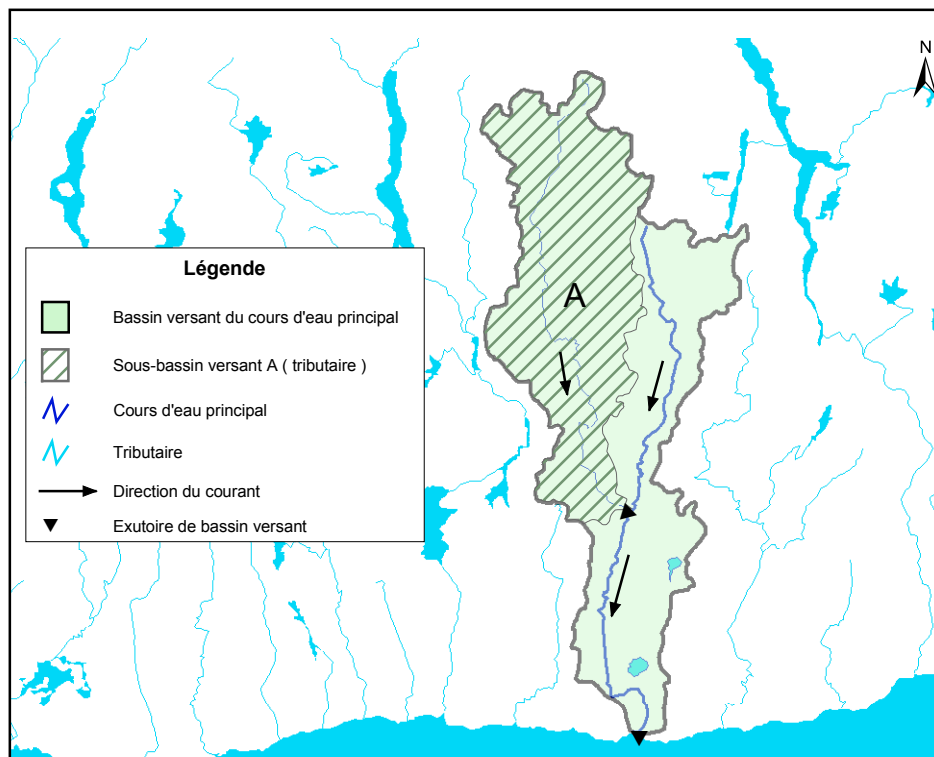 N
A
Légende
Bassin versant du cours d'eau principal
Sous-bassin versant A ( tributaire )
Cours d'eau principal
Tributaire
Direction du courant
Exutoire de bassin versant